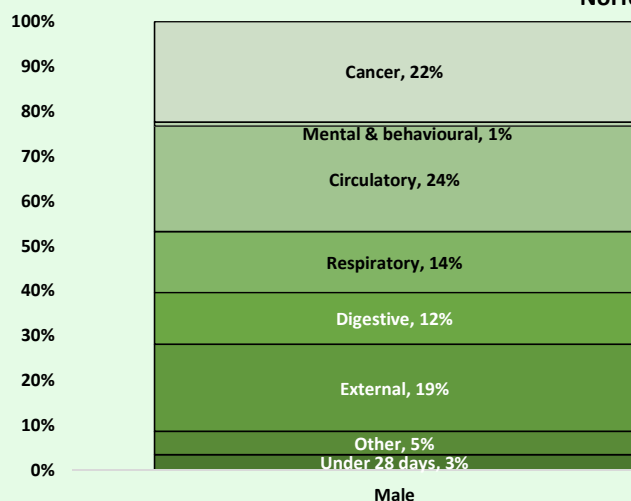 100%
90%
80%
70%
60%
50%
40%
30%
20%
10%
0%
Cancer, 22%
Mental & behavioural, 1%
Circulatory, 24%
Respiratory, 14%
Digestive, 12%
External, 19%
Other, 5%
Under 28 days, 3%
Male